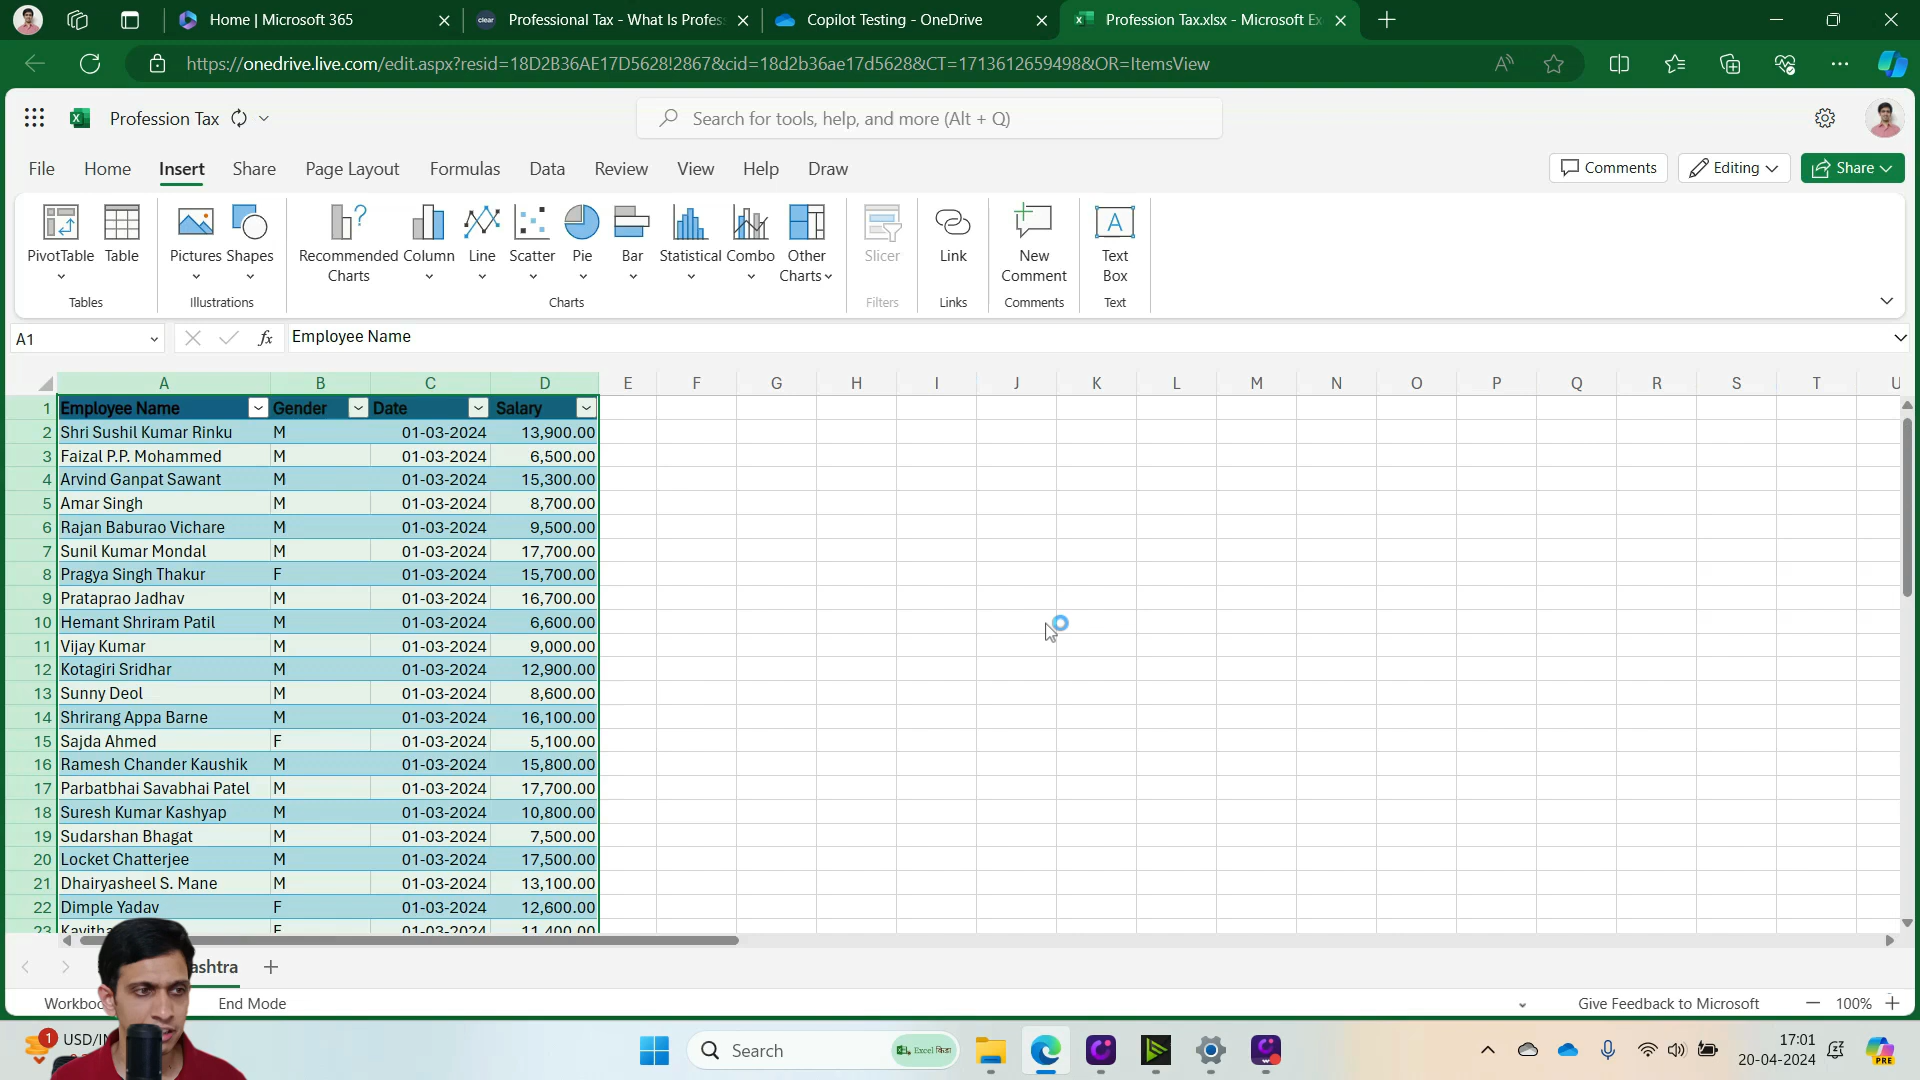 Home | Microsoft 365
Professional Tax - What Is Profes
Copilot Testing - OneDrive
Profession Tax.xlsx - Microsoft Ex
https://onedrive.live.com/edit.aspx?resid=18D2B36AE17D5628!2867&cid=18d2b36ae17d5628&CT=1713612659498&OR=ItemsView
Profession Tax
Search for tools, help, and more (Alt + Q)
File Home Insert Share Page Layout Formulas Data Review View Help Draw
Comments Editing Share
PivotTable Table Pictures Shapes Recommended Charts Column Line Scatter Pie Bar Statistical Combo Other Charts Slicer Link New Comment Text Box
Tables Illustrations Charts Filters Links Comments Text
A1 fx Employee Name
A B C D E F G H I J K L M N O P Q R S T U
1 Employee Name Gender Date Salary
2 Shri Sushil Kumar Rinku M 01-03-2024 13,900.00
3 Faizal P.P. Mohammed M 01-03-2024 6,500.00
4 Arvind Ganpat Sawant M 01-03-2024 15,300.00
5 Amar Singh M 01-03-2024 8,700.00
6 Rajan Baburao Vichare M 01-03-2024 9,500.00
7 Sunil Kumar Mondal M 01-03-2024 17,700.00
8 Pragya Singh Thakur F 01-03-2024 15,700.00
9 Prataprao Jadhav M 01-03-2024 16,700.00
10 Hemant Shriram Patil M 01-03-2024 6,600.00
11 Vijay Kumar M 01-03-2024 9,000.00
12 Kotagiri Sridhar M 01-03-2024 12,900.00
13 Sunny Deol M 01-03-2024 8,600.00
14 Shrirang Appa Barne M 01-03-2024 16,100.00
15 Sajda Ahmed F 01-03-2024 5,100.00
16 Ramesh Chander Kaushik M 01-03-2024 15,800.00
17 Parbatbhai Savabhai Patel M 01-03-2024 17,700.00
18 Suresh Kumar Kashyap M 01-03-2024 10,800.00
19 Sudarshan Bhagat M 01-03-2024 7,500.00
20 Locket Chatterjee M 01-03-2024 17,500.00
21 Dhairyasheel S. Mane M 01-03-2024 13,100.00
22 Dimple Yadav F 01-03-2024 12,600.00
23 Kavitha F 01-03-2024 11,400.00
ashtra
Workboo End Mode
Give Feedback to Microsoft 100%
1 USD/IN
Search
17:01
20-04-2024
PRE